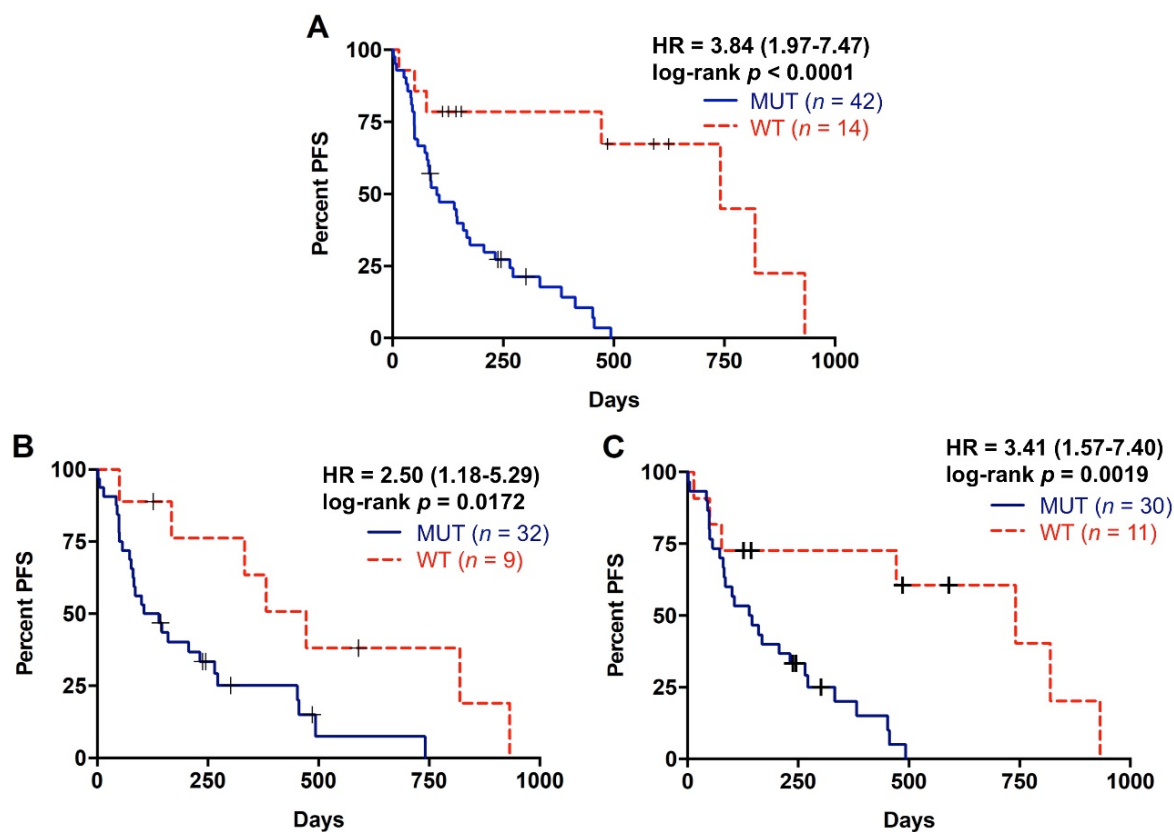 A
HR = 3.84 (1.97-7.47)
log-rank p < 0.0001
MUT (n = 42)
WT (n = 14)
Percent PFS
100
75
50
25
0
0 250 500 750 1000
Days
B
HR = 2.50 (1.18-5.29)
log-rank p = 0.0172
MUT (n = 32)
WT (n = 9)
Percent PFS
100
75
50
25
0
0 250 500 750 1000
Days
C
HR = 3.41 (1.57-7.40)
log-rank p = 0.0019
MUT (n = 30)
WT (n = 11)
Percent PFS
100
75
50
25
0
0 250 500 750 1000
Days